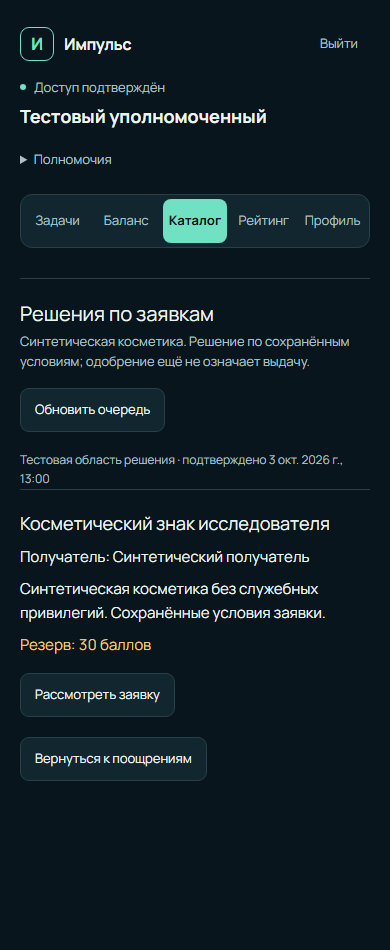 И Импульс Выйти
Доступ подтверждён
Тестовый уполномоченный
Полномочия
Задачи Баланс Каталог Рейтинг Профиль
Решения по заявкам
Синтетическая косметика. Решение по сохранённым
условиям; одобрение ещё не означает выдачу.
Обновить очередь
Тестовая область решения · подтверждено 3 окт. 2026 г.,
13:00
Косметический знак исследователя
Получатель: Синтетический получатель
Синтетическая косметика без служебных
привилегий. Сохранённые условия заявки.
Резерв: 30 баллов
Рассмотреть заявку
Вернуться к поощрениям